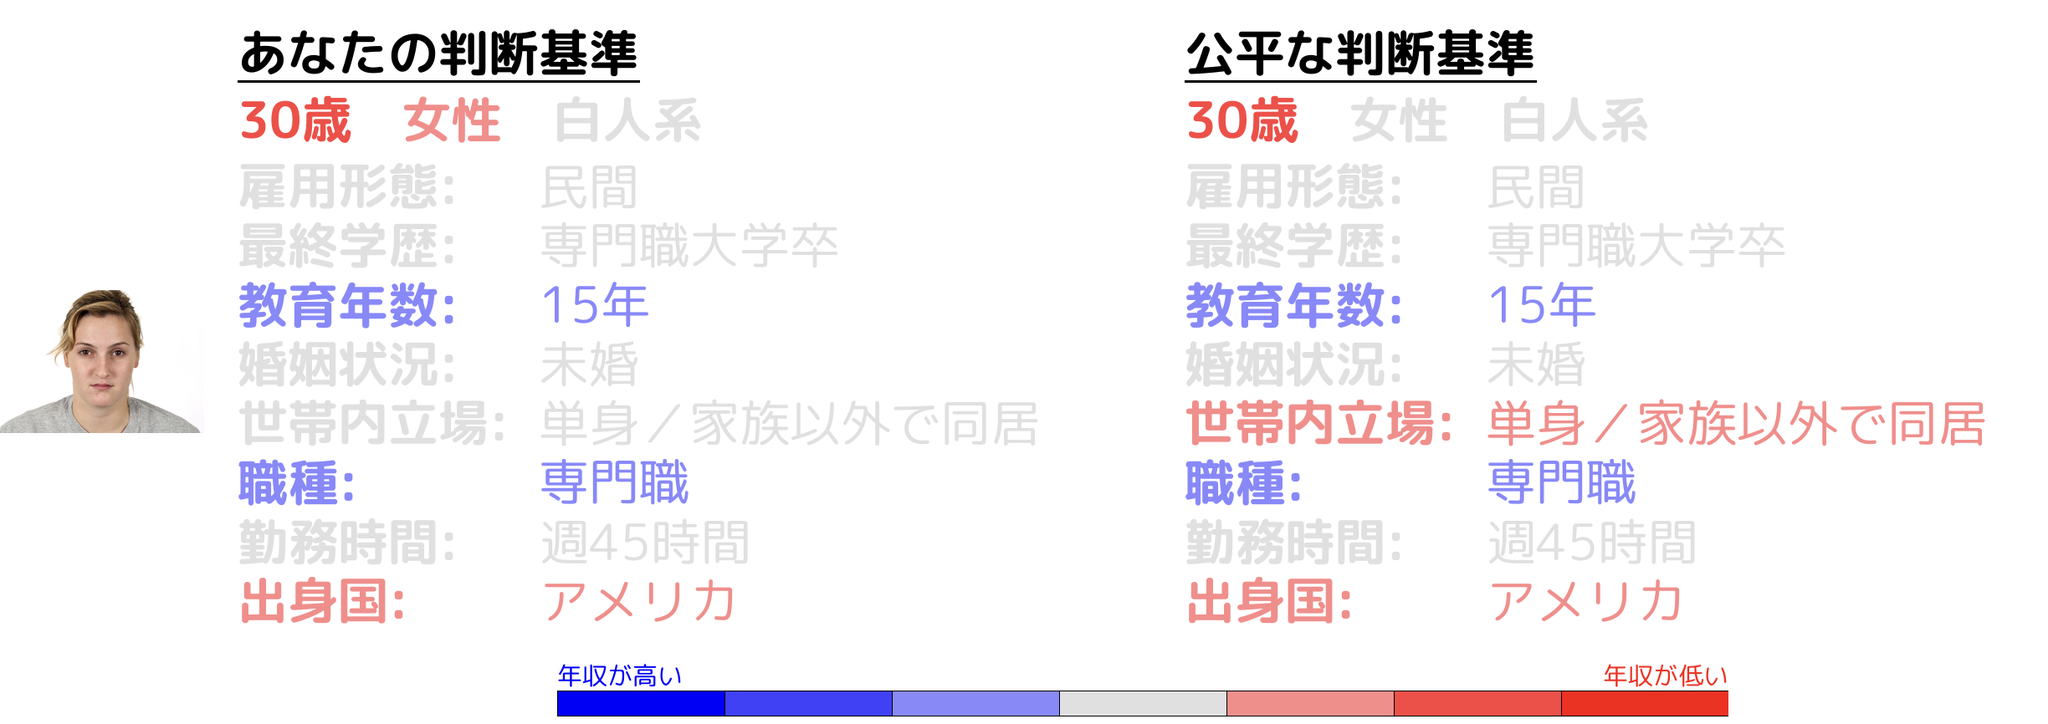 あなたの判断基準
30歳 女性 白人系
雇用形態: 民間
最終学歴: 専門職大学卒
教育年数: 15年
婚姻状況: 未婚
世帯内立場: 単身／家族以外で同居
職種: 専門職
勤務時間: 週45時間
出身国: アメリカ
公平な判断基準
30歳 女性 白人系
雇用形態: 民間
最終学歴: 専門職大学卒
教育年数: 15年
婚姻状況: 未婚
世帯内立場: 単身／家族以外で同居
職種: 専門職
勤務時間: 週45時間
出身国: アメリカ
年収が高い 年収が低い